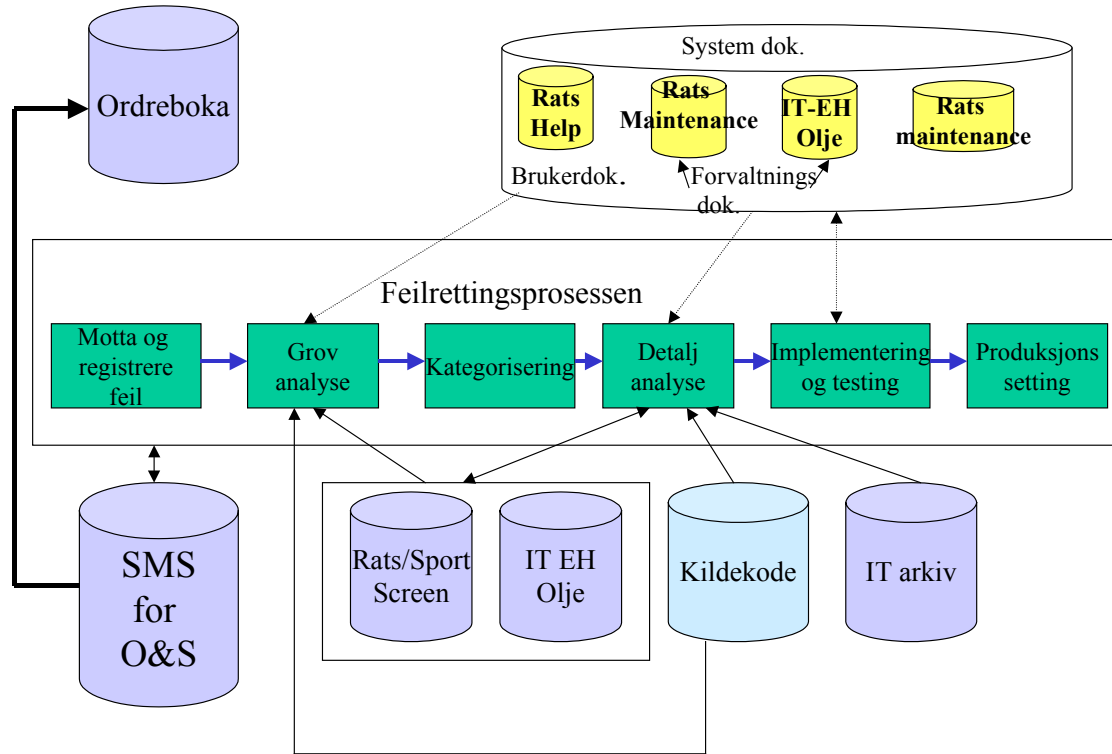 System dok.
Ordreboka
Rats
Help
Rats
Maintenance
IT-EH
Olje
Rats
maintenance
Brukerdok.
Forvaltnings
dok.
Feilrettingsprosessen
Motta og
registrere
feil
Grov
analyse
Kategorisering
Detalj
analyse
Implementering
og testing
Produksjons
setting
SMS
for
O&S
Rats/Sport
Screen
IT EH
Olje
Kildekode
IT arkiv